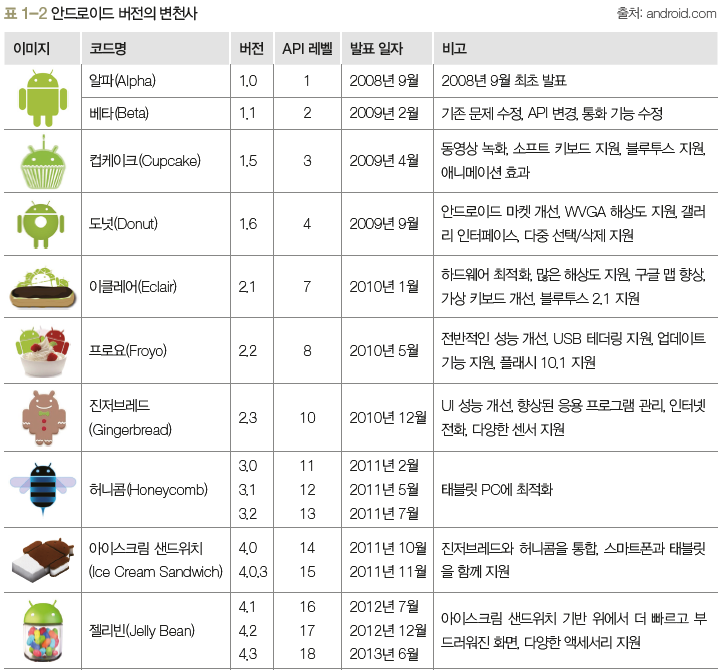 표 1-2 안드로이드 버전의 변천사 출처: android.com
이미지 코드명 버전 API 레벨 발표 일자 비고
알파(Alpha) 1.0 1 2008년 9월 2008년 9월 최초 발표
베타(Beta) 1.1 2 2009년 2월 기존 문제 수정, API 변경, 통화 기능 수정
컵케이크(Cupcake) 1.5 3 2009년 4월 동영상 녹화, 소프트 키보드 지원, 블루투스 지원,
애니메이션 효과
도넛(Donut) 1.6 4 2009년 9월 안드로이드 마켓 개선, WVGA 해상도 지원, 갤러
리 인터페이스, 다중 선택/삭제 지원
이클레어(Eclair) 2.1 7 2010년 1월 하드웨어 최적화, 많은 해상도 지원, 구글 맵 향상,
가상 키보드 개선, 블루투스 2.1 지원
프로요(Froyo) 2.2 8 2010년 5월 전반적인 성능 개선, USB 테더링 지원, 업데이트
기능 지원, 플래시 10.1 지원
진저브레드
(Gingerbread) 2.3 10 2010년 12월 UI 성능 개선, 향상된 응용 프로그램 관리, 인터넷
전화, 다양한 센서 지원
3.0 11 2011년 2월
허니콤(Honeycomb) 3.1 12 2011년 5월 태블릿 PC에 최적화
3.2 13 2011년 7월
아이스크림 샌드위치 4.0 14 2011년 10월 진저브레드와 허니콤을 통합, 스마트폰과 태블릿
(Ice Cream Sandwich) 4.0.3 15 2011년 11월 을 함께 지원
4.1 16 2012년 7월 아이스크림 샌드위치 기반 위에서 더 빠르고 부
젤리빈(Jelly Bean) 4.2 17 2012년 12월 드러워진 화면, 다양한 액세서리 지원
4.3 18 2013년 6월